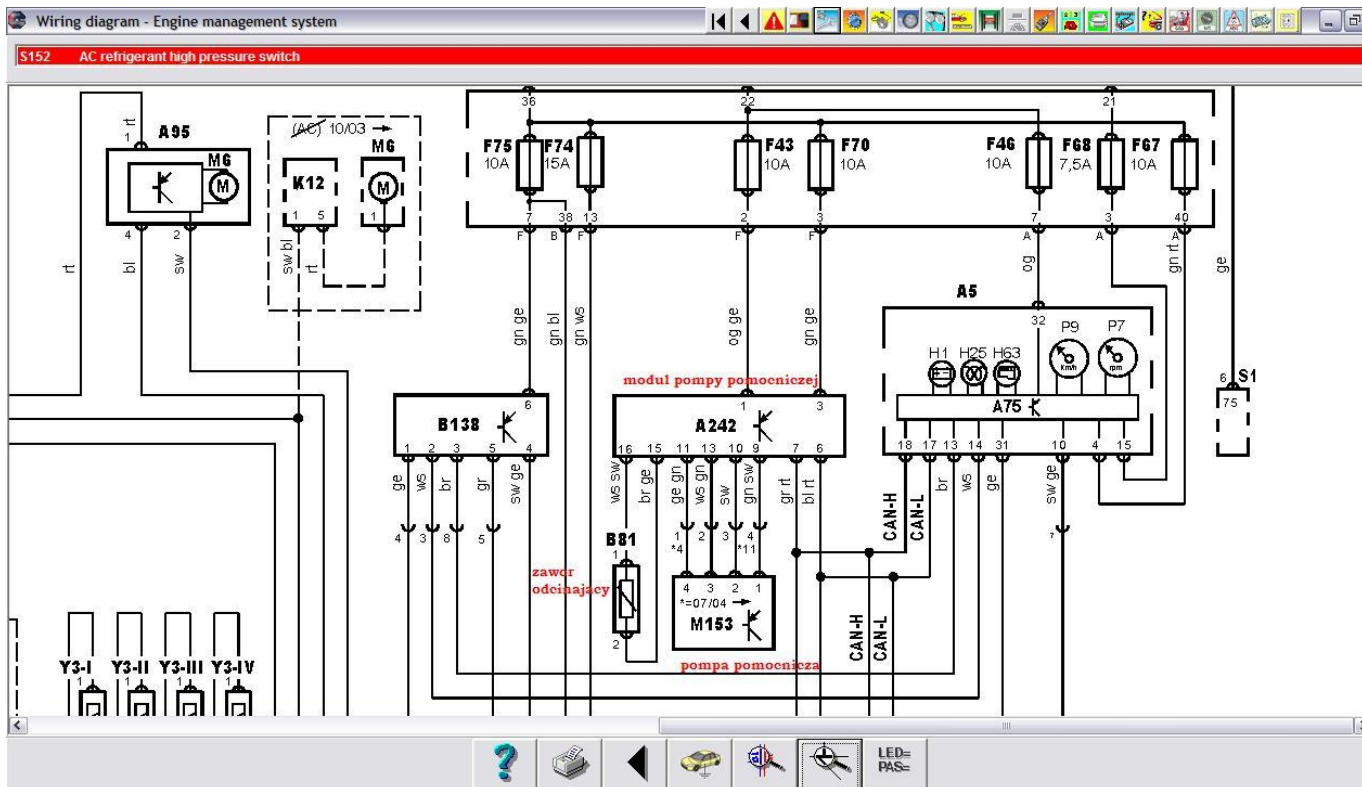 Wiring diagram - Engine management system
S152 AC refrigerant high pressure switch
36 22 21
F75 10A F74 15A F43 10A F70 10A F46 10A F68 7,5A F67 10A
7 38 13 2 3 7 3 40
F B F F F A A A
rt
1 A95
M6
M
4 2
rt bl sw
(AC) 10/03
K12 M6
M
1 5 1
sw bl rt
gn ge gn bl gn ws og ge gn ge og gn rt ge
A5
32 P9 P7
H1 H25 H63 Km/h rpm
A75
18 17 13 14 31 10 4 15
CAN-H CAN-L br ws ge sw ge
7
6 S1
75
moduł pompy pomocniczej
6
B138
1 2 3 5 4
ge ws br gr sw ge
4 3 8 5
1 3
A242
16 15 11 13 10 9 7 6
ws sw br ge ge gn ws gn sw gn sw gr rt bl rt
B81
1
2
zawór odcinający
1 2 3 4
*4 *11
4 3 2 1
*=07/04
M153
pompa pomocnicza
CAN-H CAN-L
Y3-I Y3-II Y3-III Y3-IV
1 1 1 1
LED=
PAS=